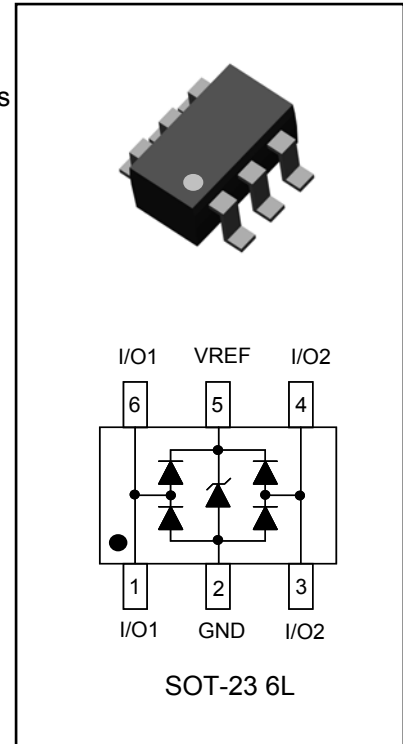 s
I/O1 VREF I/O2
6 5 4
1 2 3
I/O1 GND I/O2
SOT-23 6L